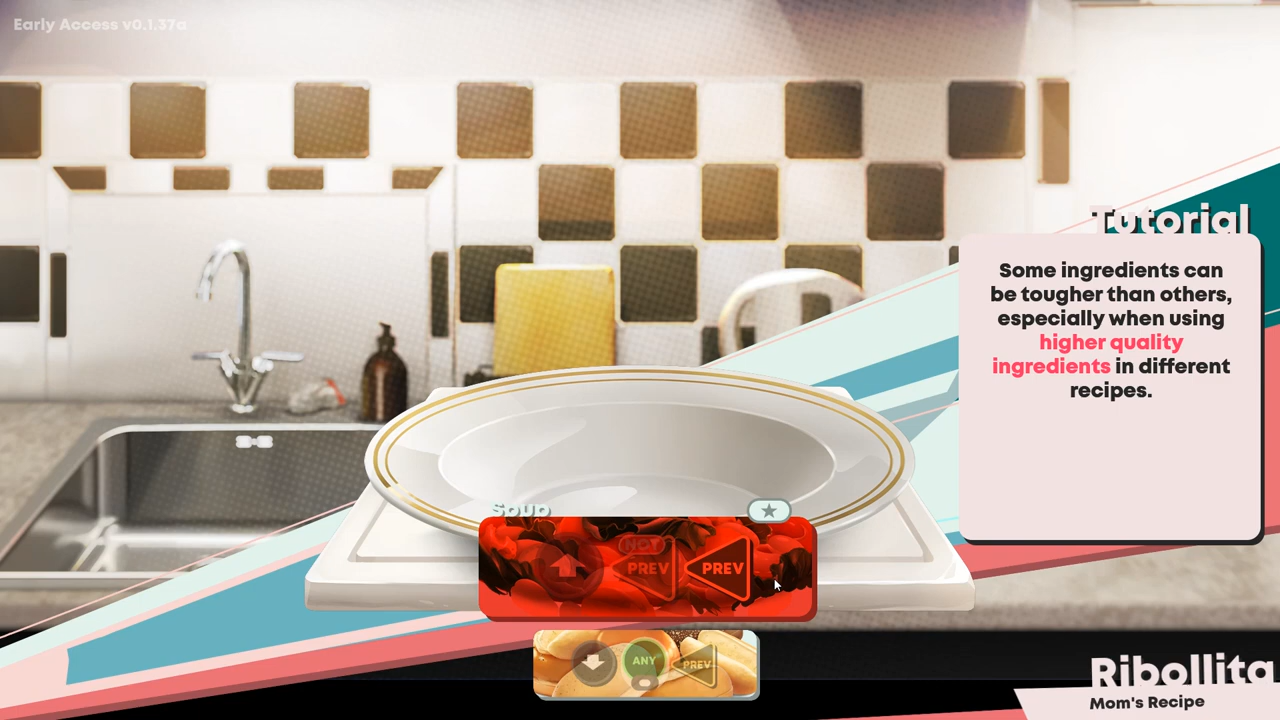 Early Access v0.1.37a
Tutorial
Some ingredients can
be tougher than others,
especially when using
higher quality
ingredients in different
recipes.
Soup
NOT
PREV
PREV
ANY
PREV
Ribollita
Mom's Recipe